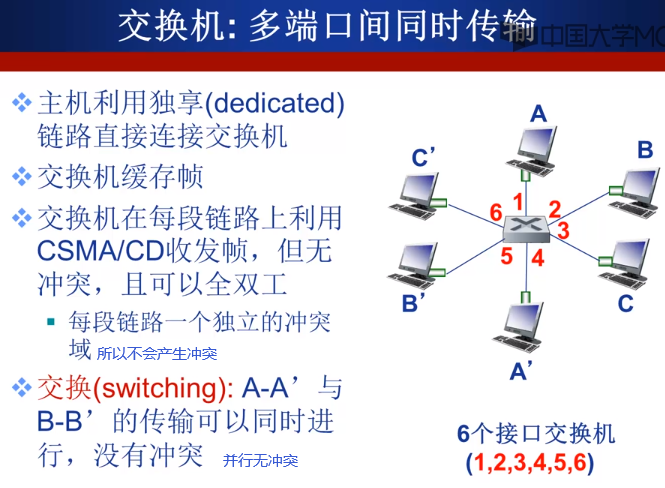 交换机: 多端口间同时传输
中国大学MO
主机利用独享(dedicated)
链路直接连接交换机
交换机缓存帧
交换机在每段链路上利用
CSMA/CD收发帧，但无
冲突，且可以全双工
每段链路一个独立的冲突
域 所以不会产生冲突
交换(switching): A-A’与
B-B’的传输可以同时进
行，没有冲突 并行无冲突
A
B
C’
1
2
6
3
5
4
B’
C
A’
6个接口交换机
(1,2,3,4,5,6)